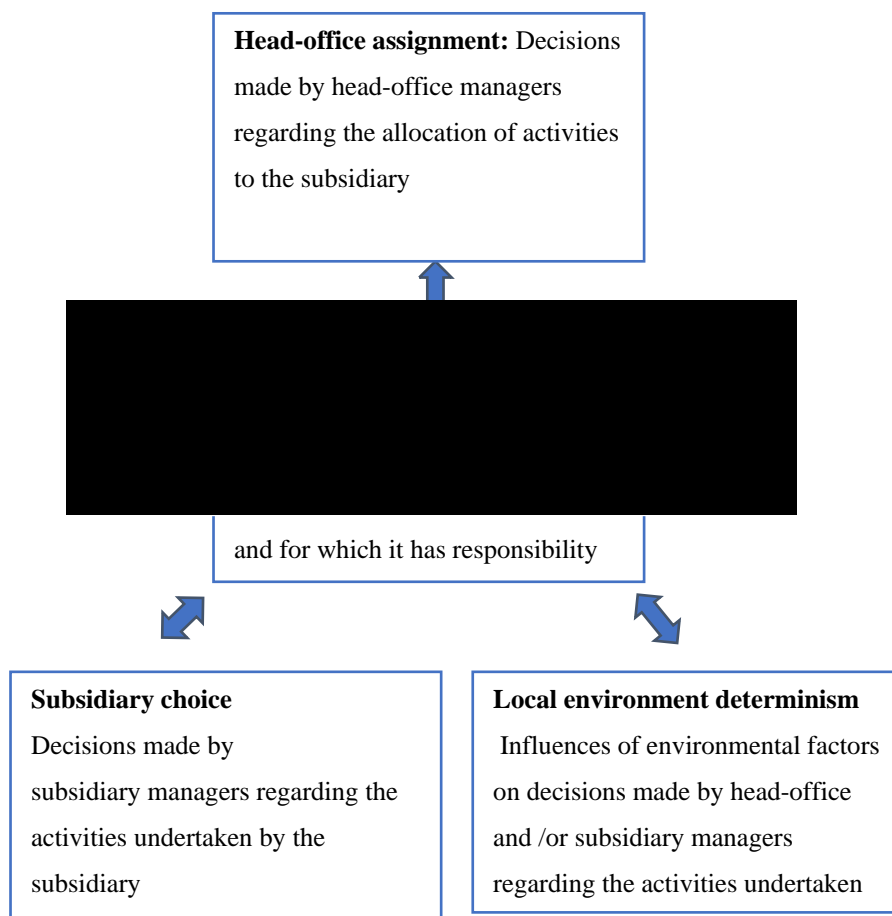 Head-office assignment: Decisions
made by head-office managers
regarding the allocation of activities
to the subsidiary
and for which it has responsibility
Subsidiary choice
Decisions made by
subsidiary managers regarding the
activities undertaken by the
subsidiary
Local environment determinism
Influences of environmental factors
on decisions made by head-office
and /or subsidiary managers
regarding the activities undertaken